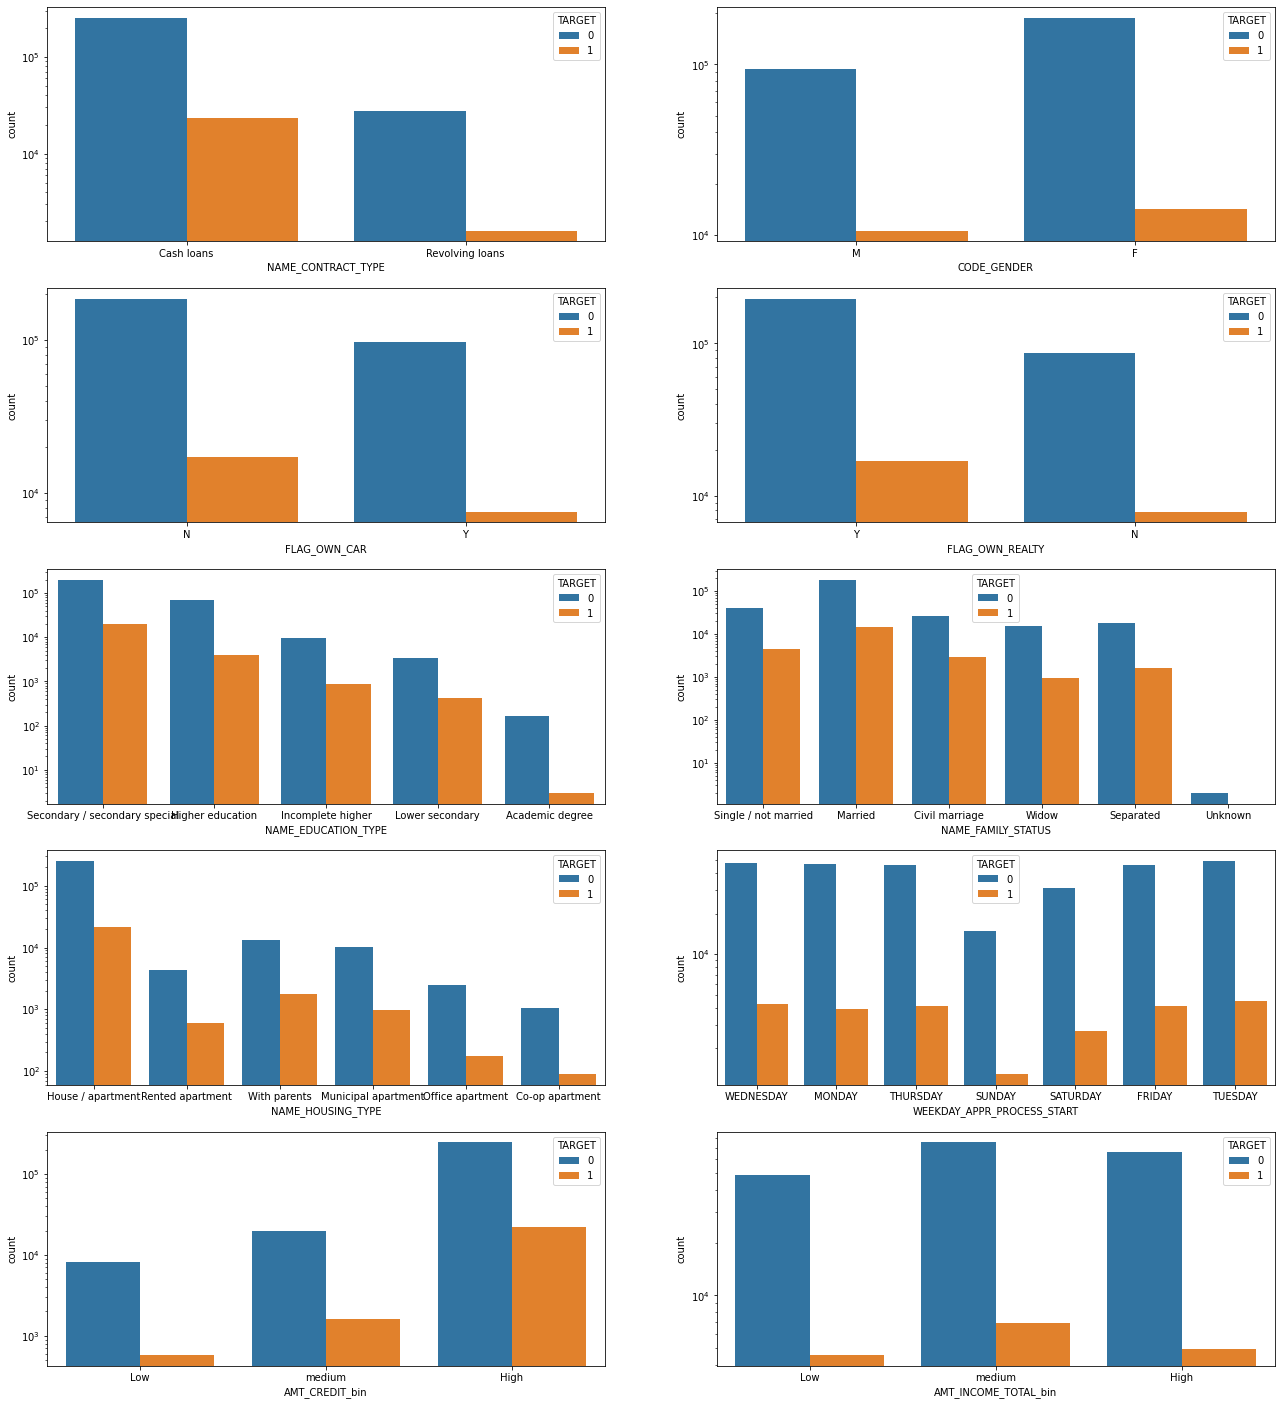 TARGET
0
1
10^5
10^4
count
Cash loans
Revolving loans
NAME_CONTRACT_TYPE
TARGET
0
1
10^5
10^4
count
M
F
CODE_GENDER
TARGET
0
1
10^5
10^4
count
N
Y
FLAG_OWN_CAR
TARGET
0
1
10^5
10^4
count
Y
N
FLAG_OWN_REALTY
TARGET
0
1
10^5
10^4
10^3
10^2
10^1
count
Secondary / secondary special
Higher education
Incomplete higher
Lower secondary
Academic degree
NAME_EDUCATION_TYPE
TARGET
0
1
10^5
10^4
10^3
10^2
10^1
count
Single / not married
Married
Civil marriage
Widow
Separated
Unknown
NAME_FAMILY_STATUS
TARGET
0
1
10^5
10^4
10^3
10^2
count
House / apartment
Rented apartment
With parents
Municipal apartment
Office apartment
Co-op apartment
NAME_HOUSING_TYPE
TARGET
0
1
10^4
count
WEDNESDAY
MONDAY
THURSDAY
SUNDAY
SATURDAY
FRIDAY
TUESDAY
WEEKDAY_APPR_PROCESS_START
TARGET
0
1
10^5
10^4
10^3
count
Low
medium
High
AMT_CREDIT_bin
TARGET
0
1
10^4
count
Low
medium
High
AMT_INCOME_TOTAL_bin